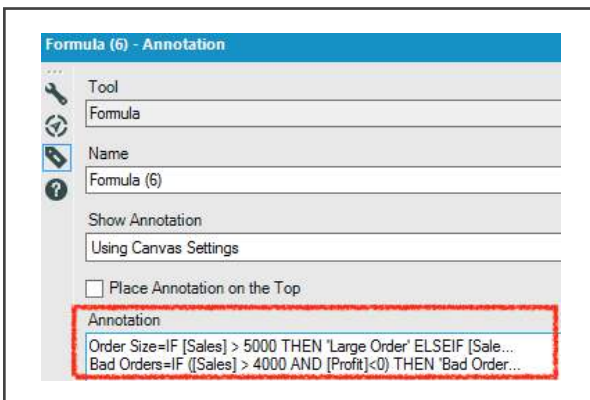 Formula (6) - Annotation
Tool
Formula
Name
Formula (6)
Show Annotation
Using Canvas Settings
Place Annotation on the Top
Annotation
Order Size=IF [Sales] > 5000 THEN 'Large Order' ELSEIF [Sale...
Bad Orders=IF ([Sales] > 4000 AND [Profit]<0) THEN 'Bad Order...